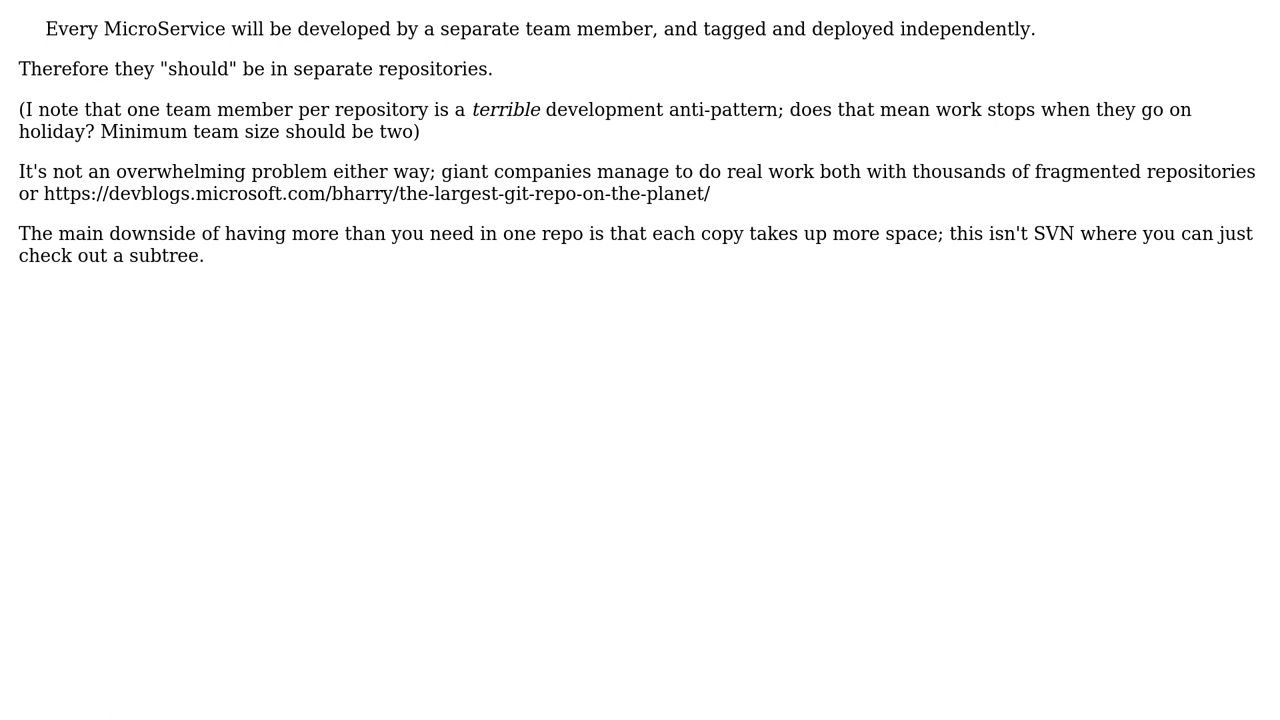 Every MicroService will be developed by a separate team member, and tagged and deployed independently.
Therefore they "should" be in separate repositories.
(I note that one team member per repository is a terrible development anti-pattern; does that mean work stops when they go on
holiday? Minimum team size should be two)
It's not an overwhelming problem either way; giant companies manage to do real work both with thousands of fragmented repositories
or https://devblogs.microsoft.com/bharry/the-largest-git-repo-on-the-planet/
The main downside of having more than you need in one repo is that each copy takes up more space; this isn't SVN where you can just
check out a subtree.